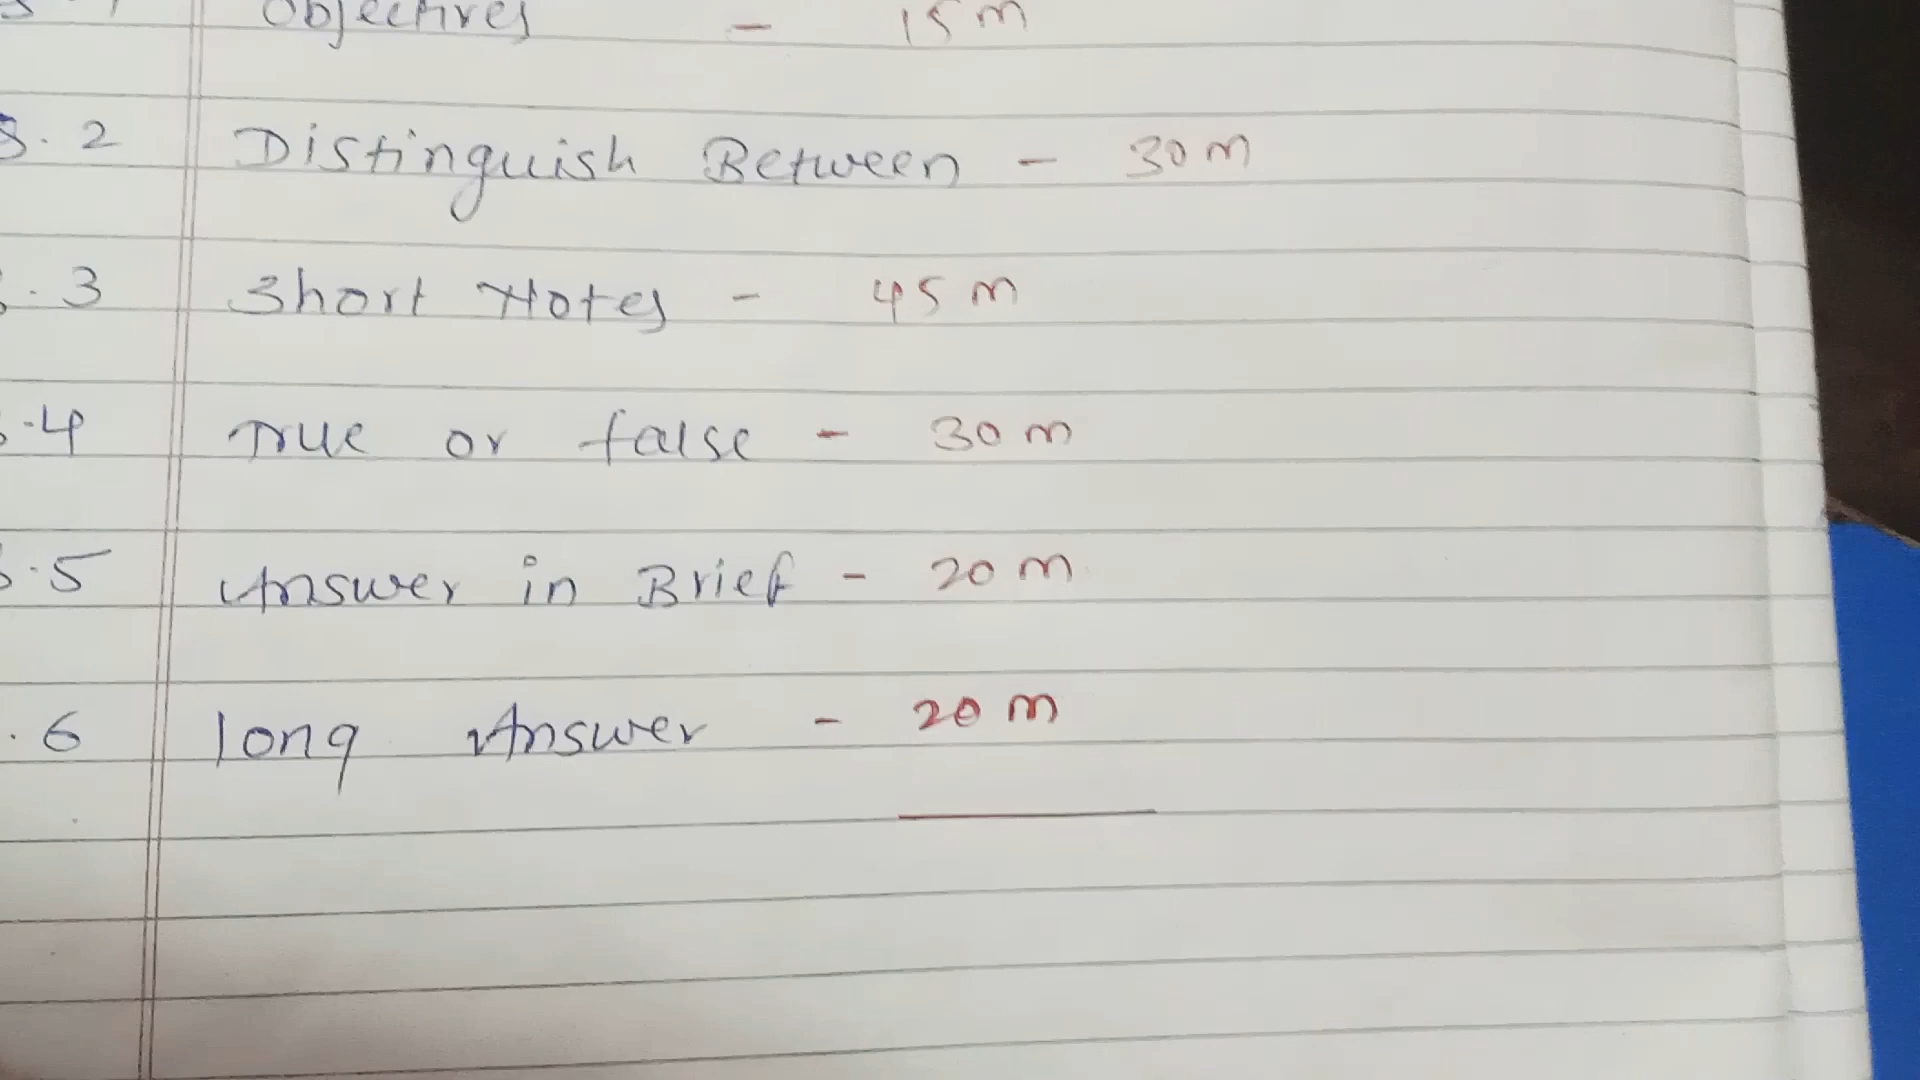 Objectives - 15 m
8.2 Distinguish Between - 30 m
.3 Short Notes - 45 m
.4 True or false - 30 m
.5 Answer in Brief - 20 m
.6 long Answer - 20 m